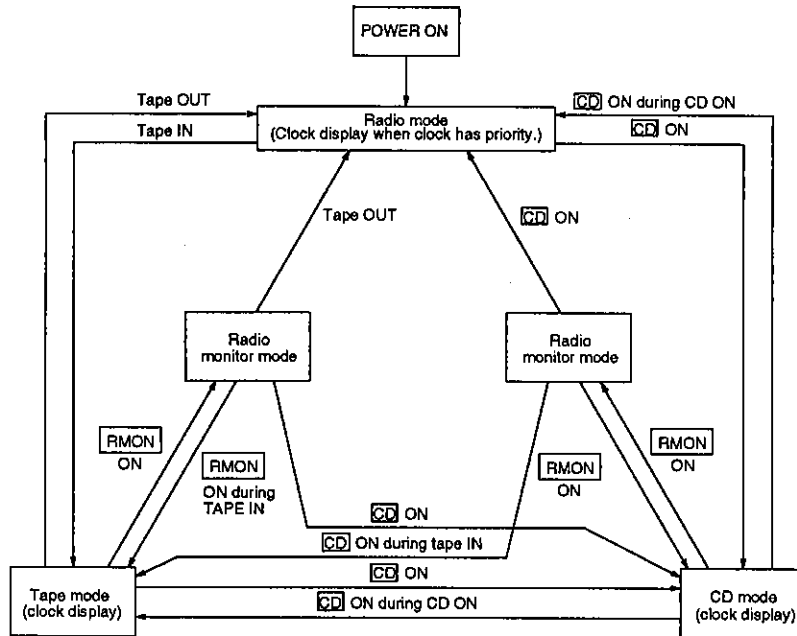 POWER ON
Tape OUT
CD ON during CD ON
Tape IN
Radio mode
(Clock display when clock has priority.)
CD ON
Tape OUT
CD ON
Radio
monitor mode
Radio
monitor mode
RMON
ON
RMON
ON during
TAPE IN
RMON
ON
RMON
ON
CD ON
CD ON during tape IN
Tape mode
(clock display)
CD ON
CD ON during CD ON
CD mode
(clock display)